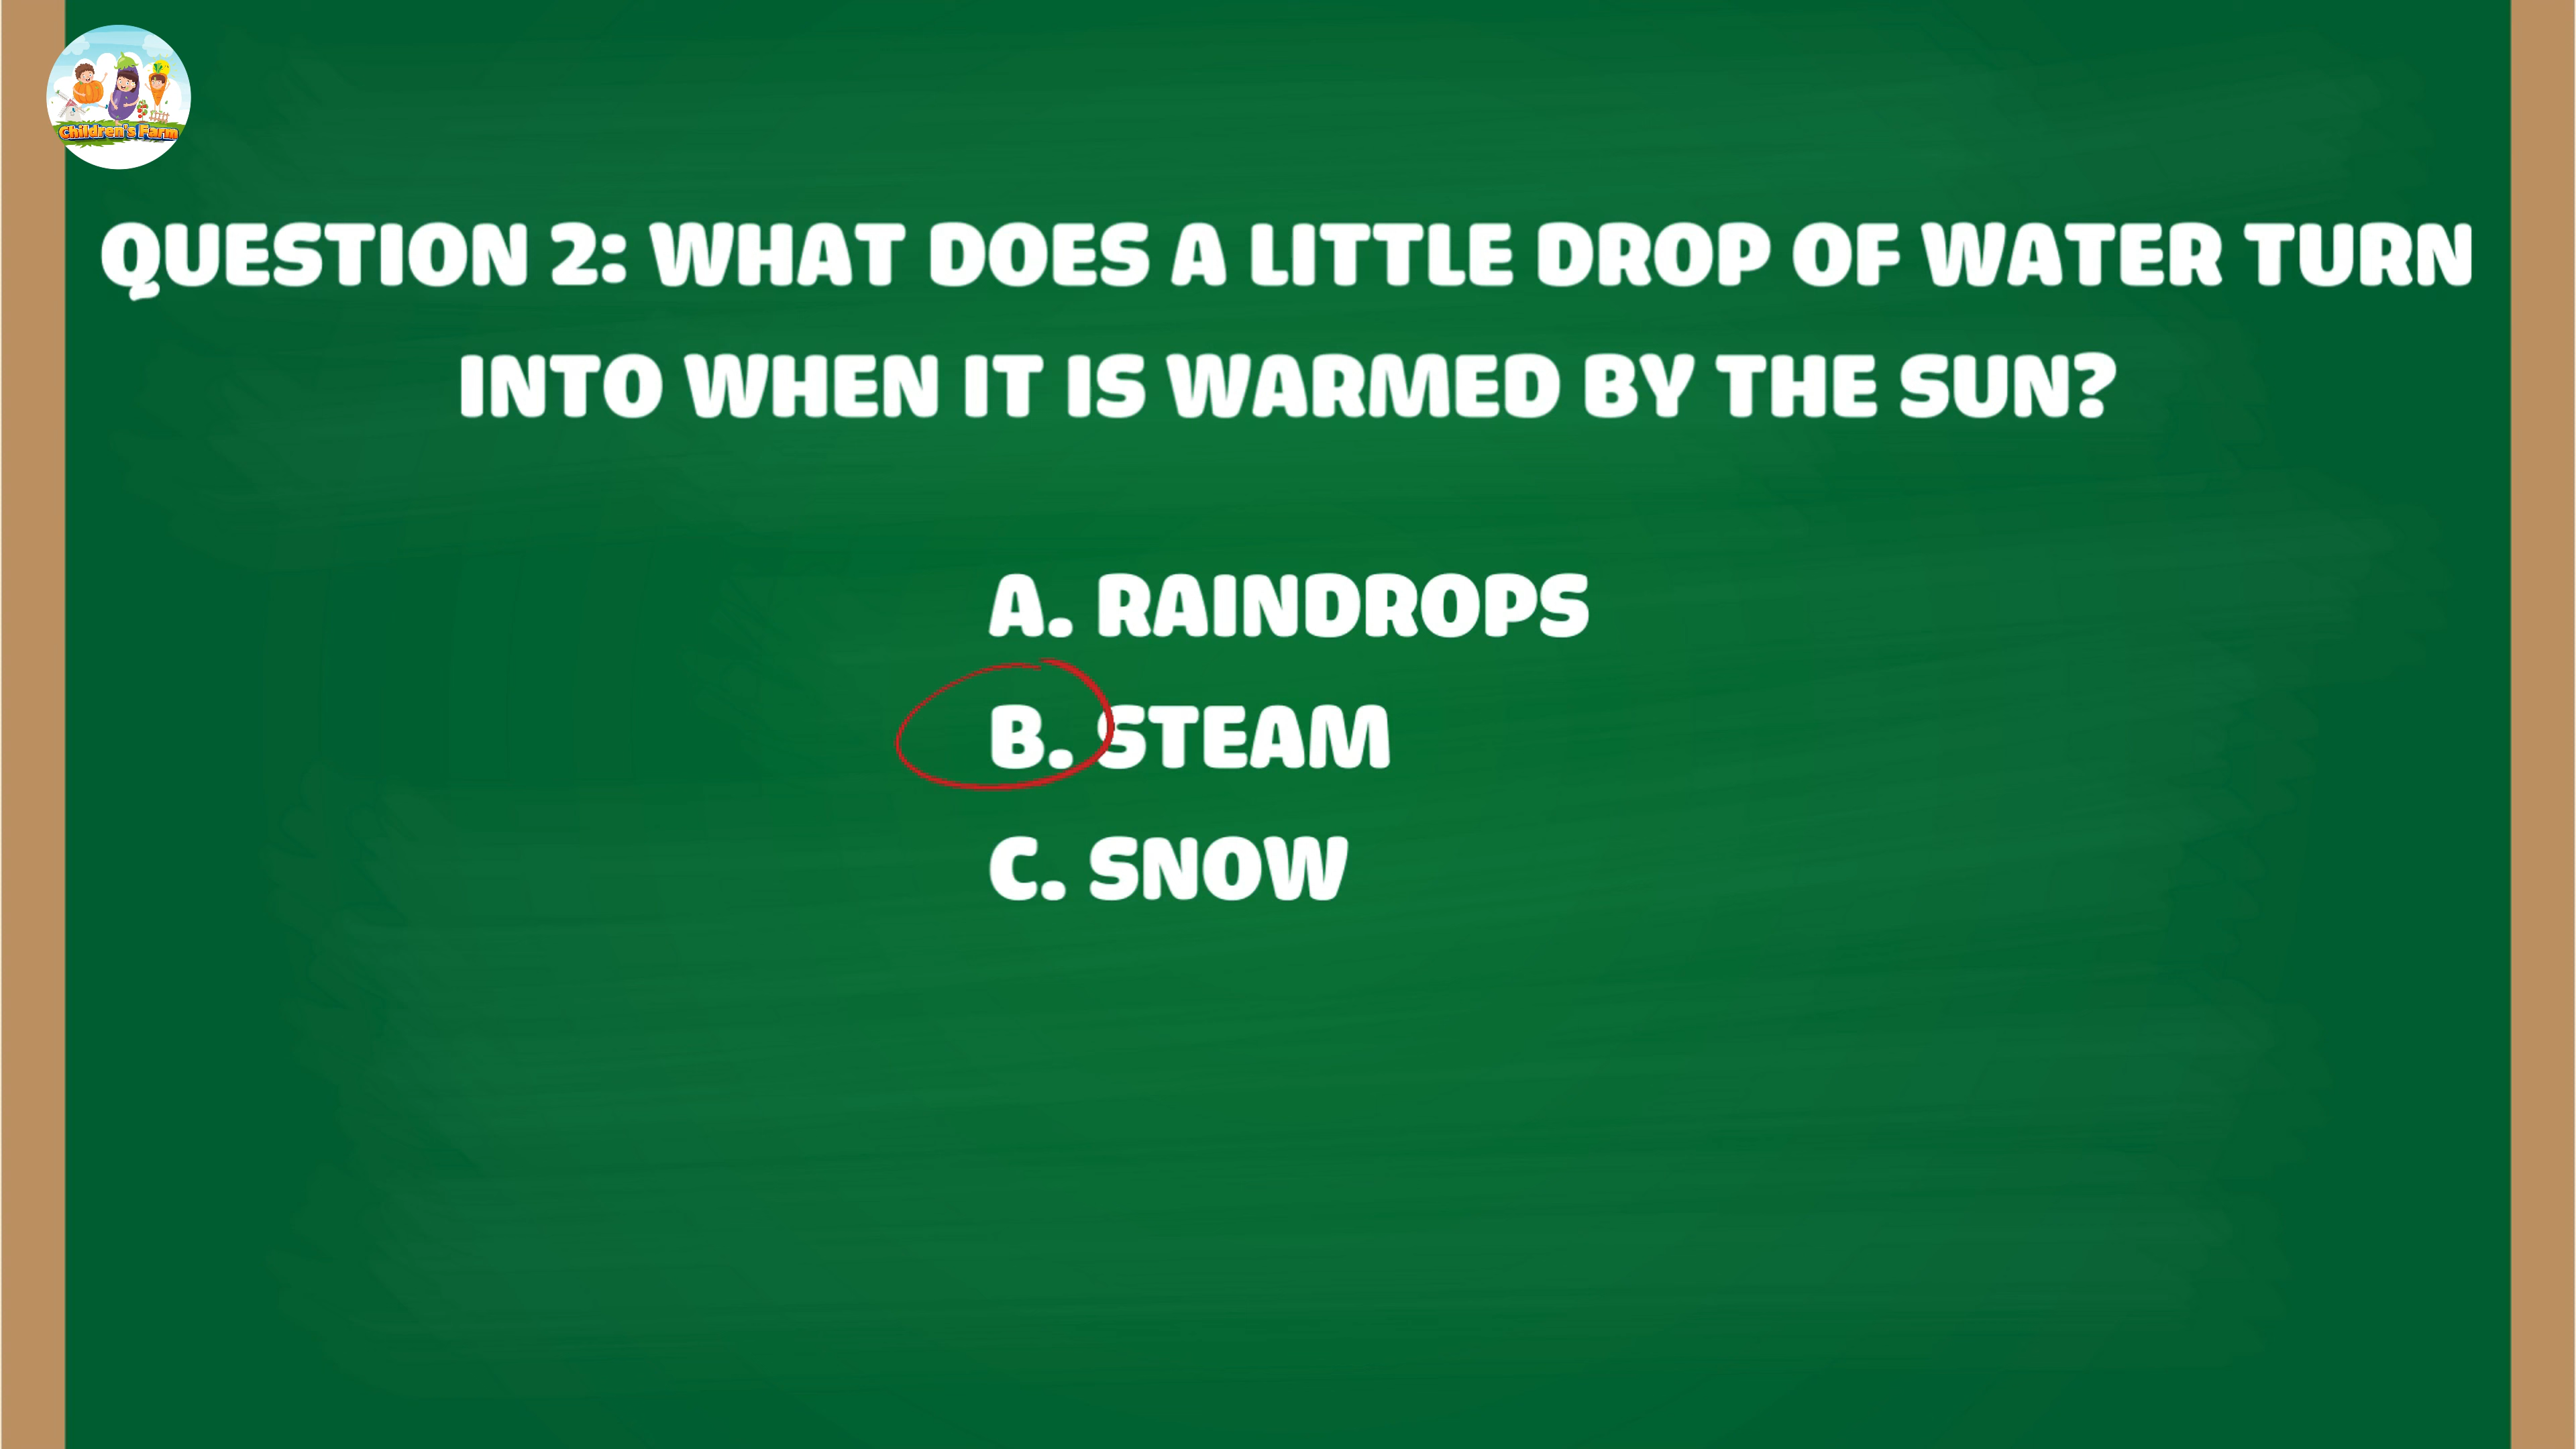 Children's Farm
QUESTION 2: WHAT DOES A LITTLE DROP OF WATER TURN
INTO WHEN IT IS WARMED BY THE SUN?
A. RAINDROPS
B. STEAM
C. SNOW